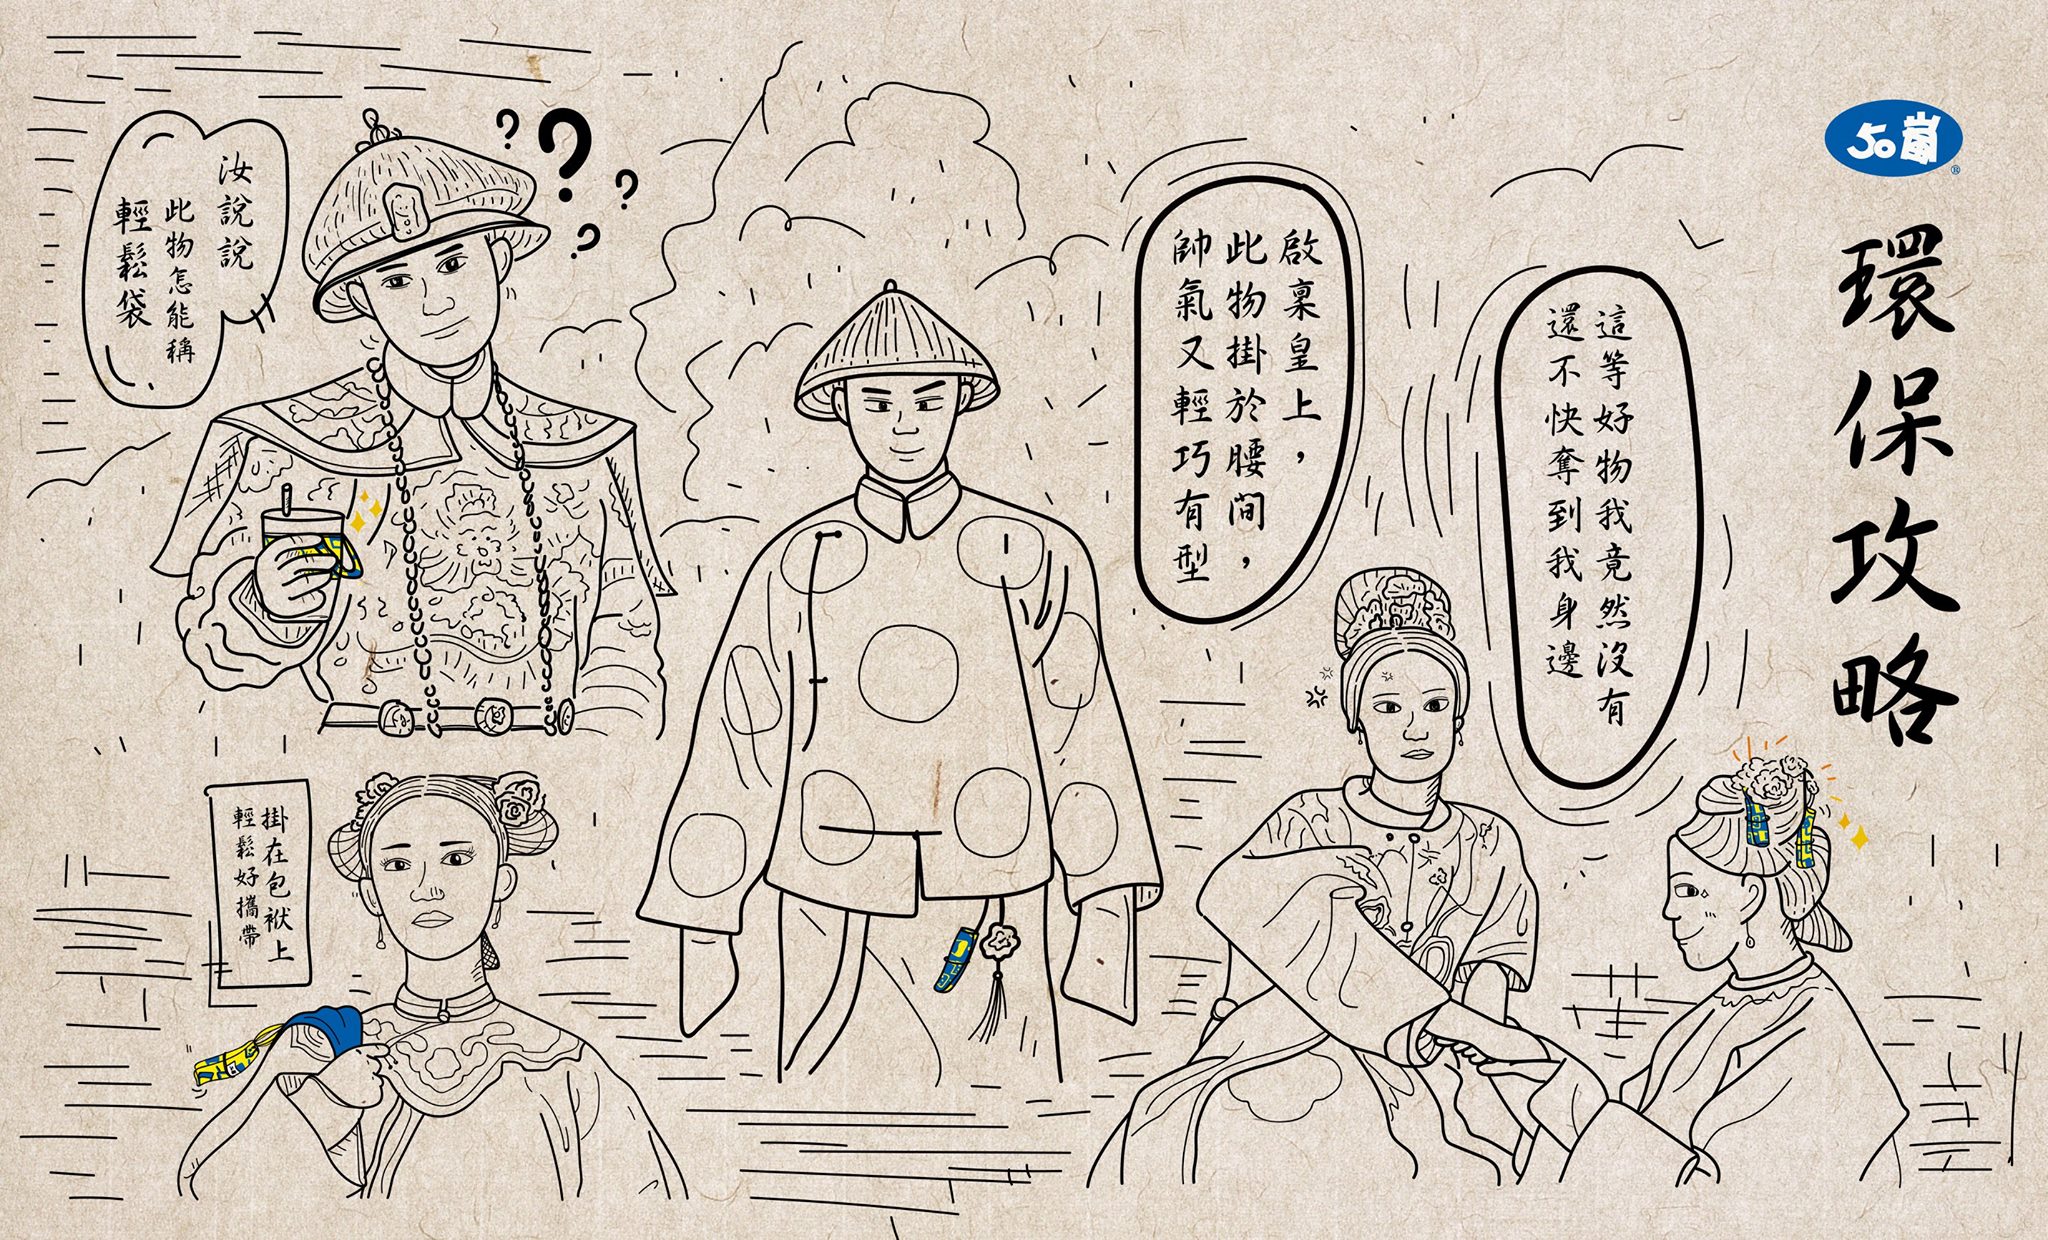 50嵐
®
環保攻略
這等好物我竟然沒有
還不快奪到我身邊
啟稟皇上，
此物掛於腰間，
帥氣又輕巧有型
汝說說
此物怎能稱
輕鬆袋
掛在包袱上
輕鬆好攜帶